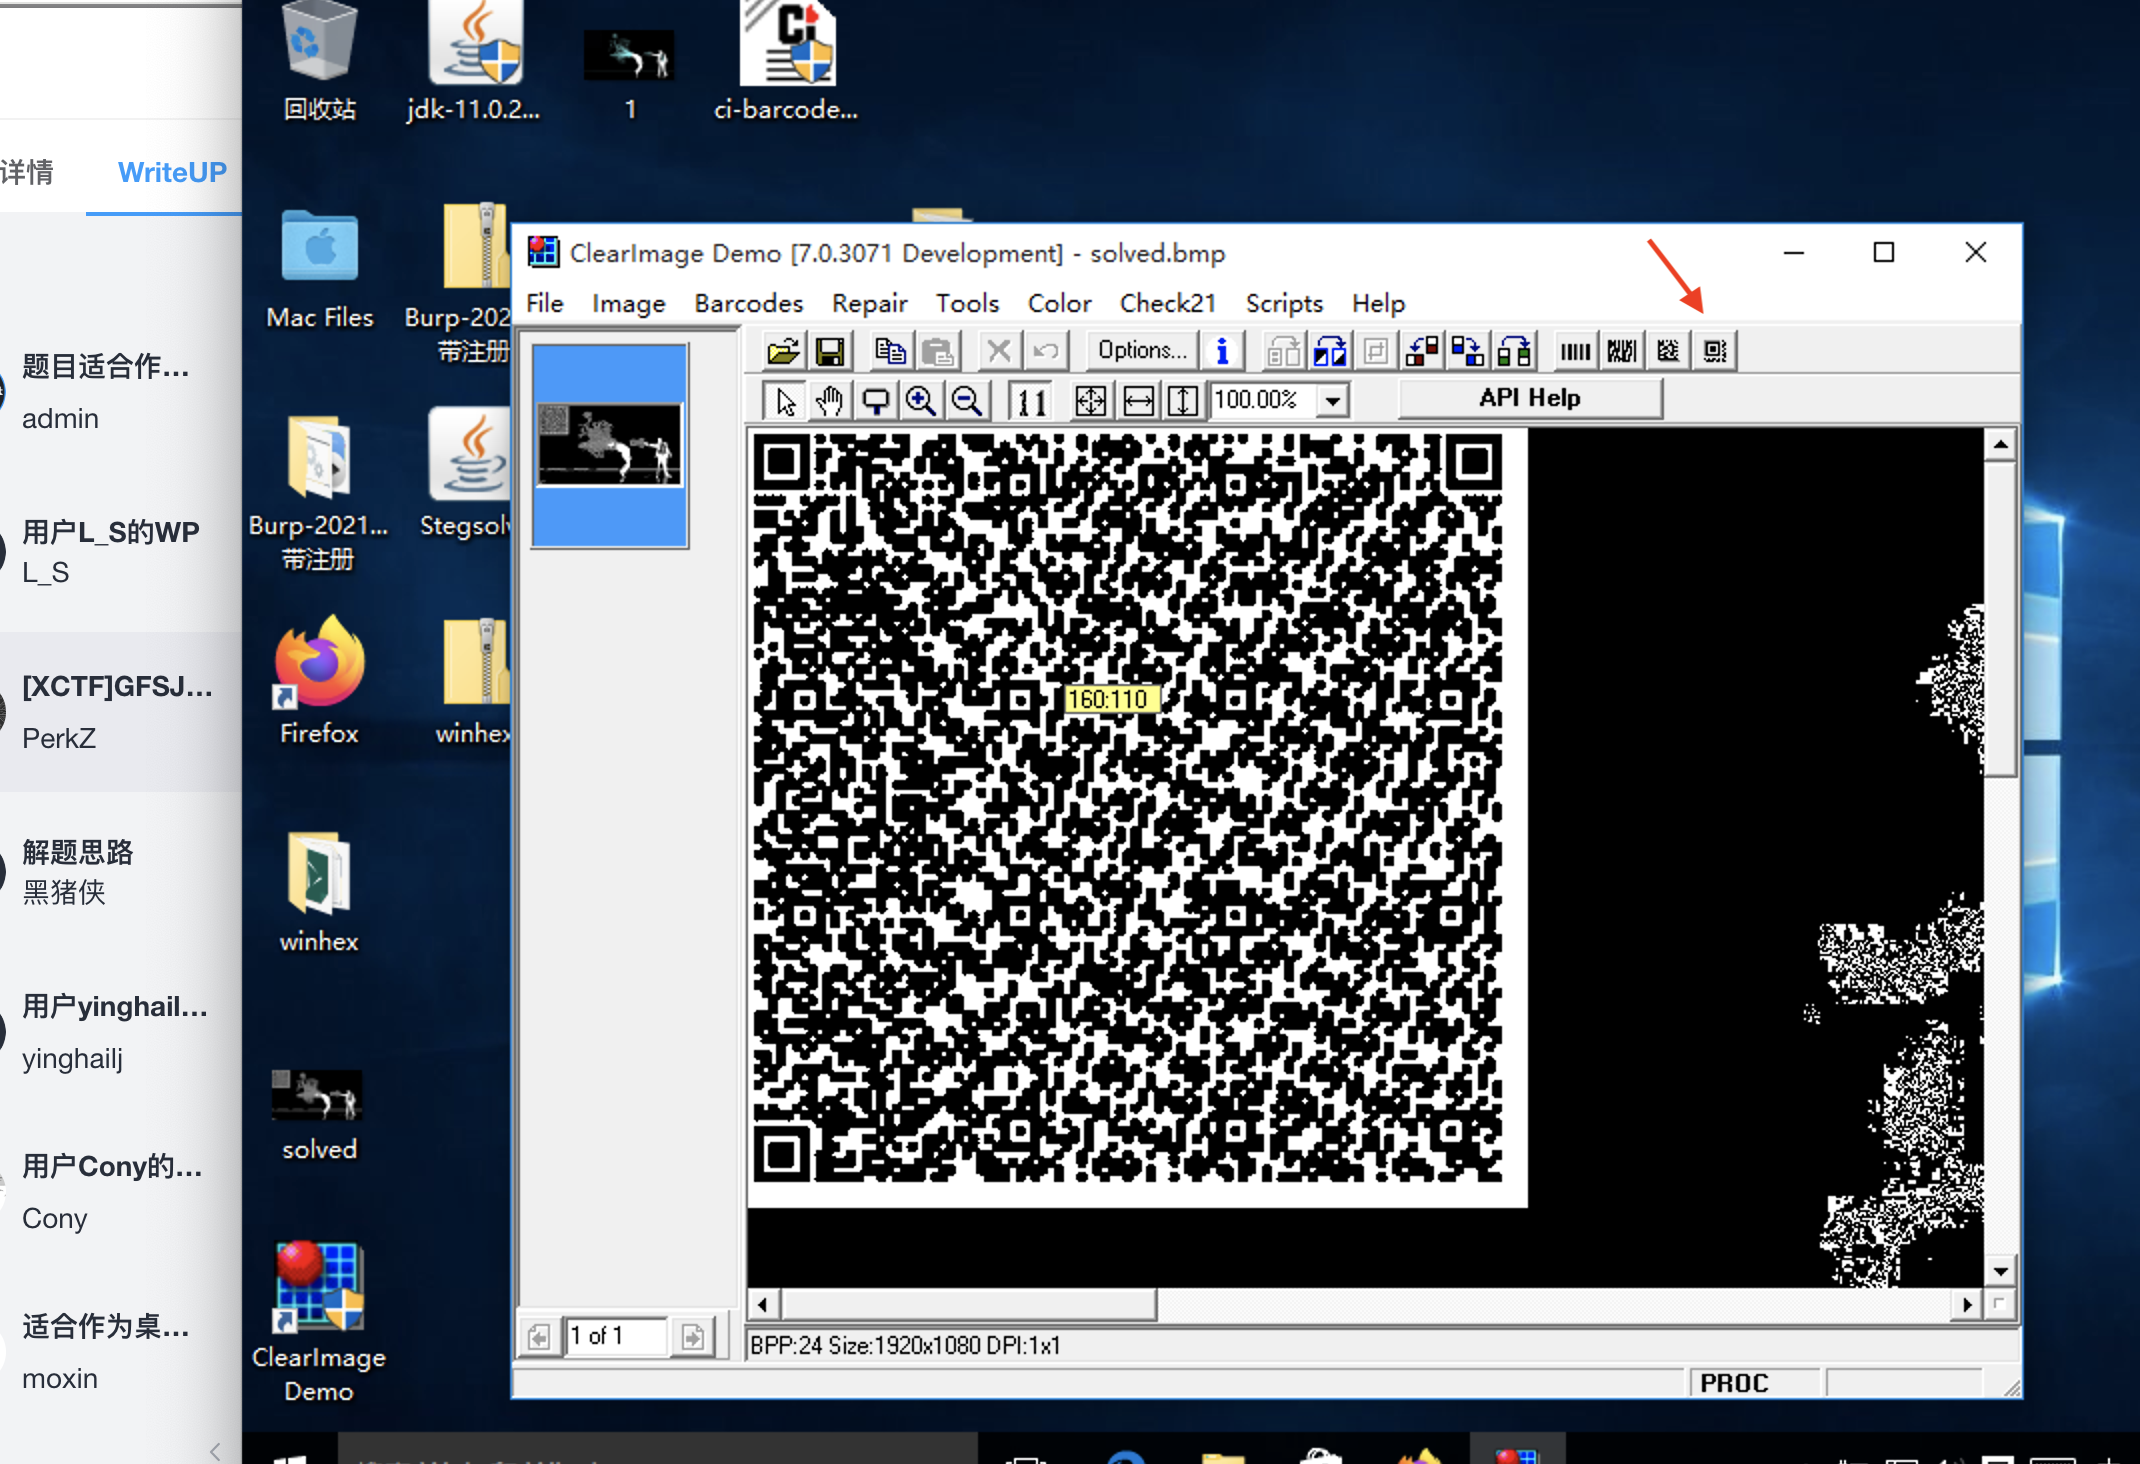 回收站
jdk-11.0.2...
1
ci-barcode...
详情
WriteUP
Mac Files
Burp-202
带注册
ClearImage Demo [7.0.3071 Development] - solved.bmp
File Image Barcodes Repair Tools Color Check21 Scripts Help
Options...
11
100.00%
API Help
题目适合作...
admin
用户L_S的WP
L_S
Burp-2021...
带注册
Stegsolv
[XCTF]GFSJ...
PerkZ
Firefox
winhex
160:110
解题思路
黑猪侠
winhex
用户yinghail...
yinghailj
solved
用户Cony的...
Cony
适合作为桌...
moxin
ClearImage
Demo
1 of 1
BPP:24 Size:1920x1080 DPI:1x1
PROC